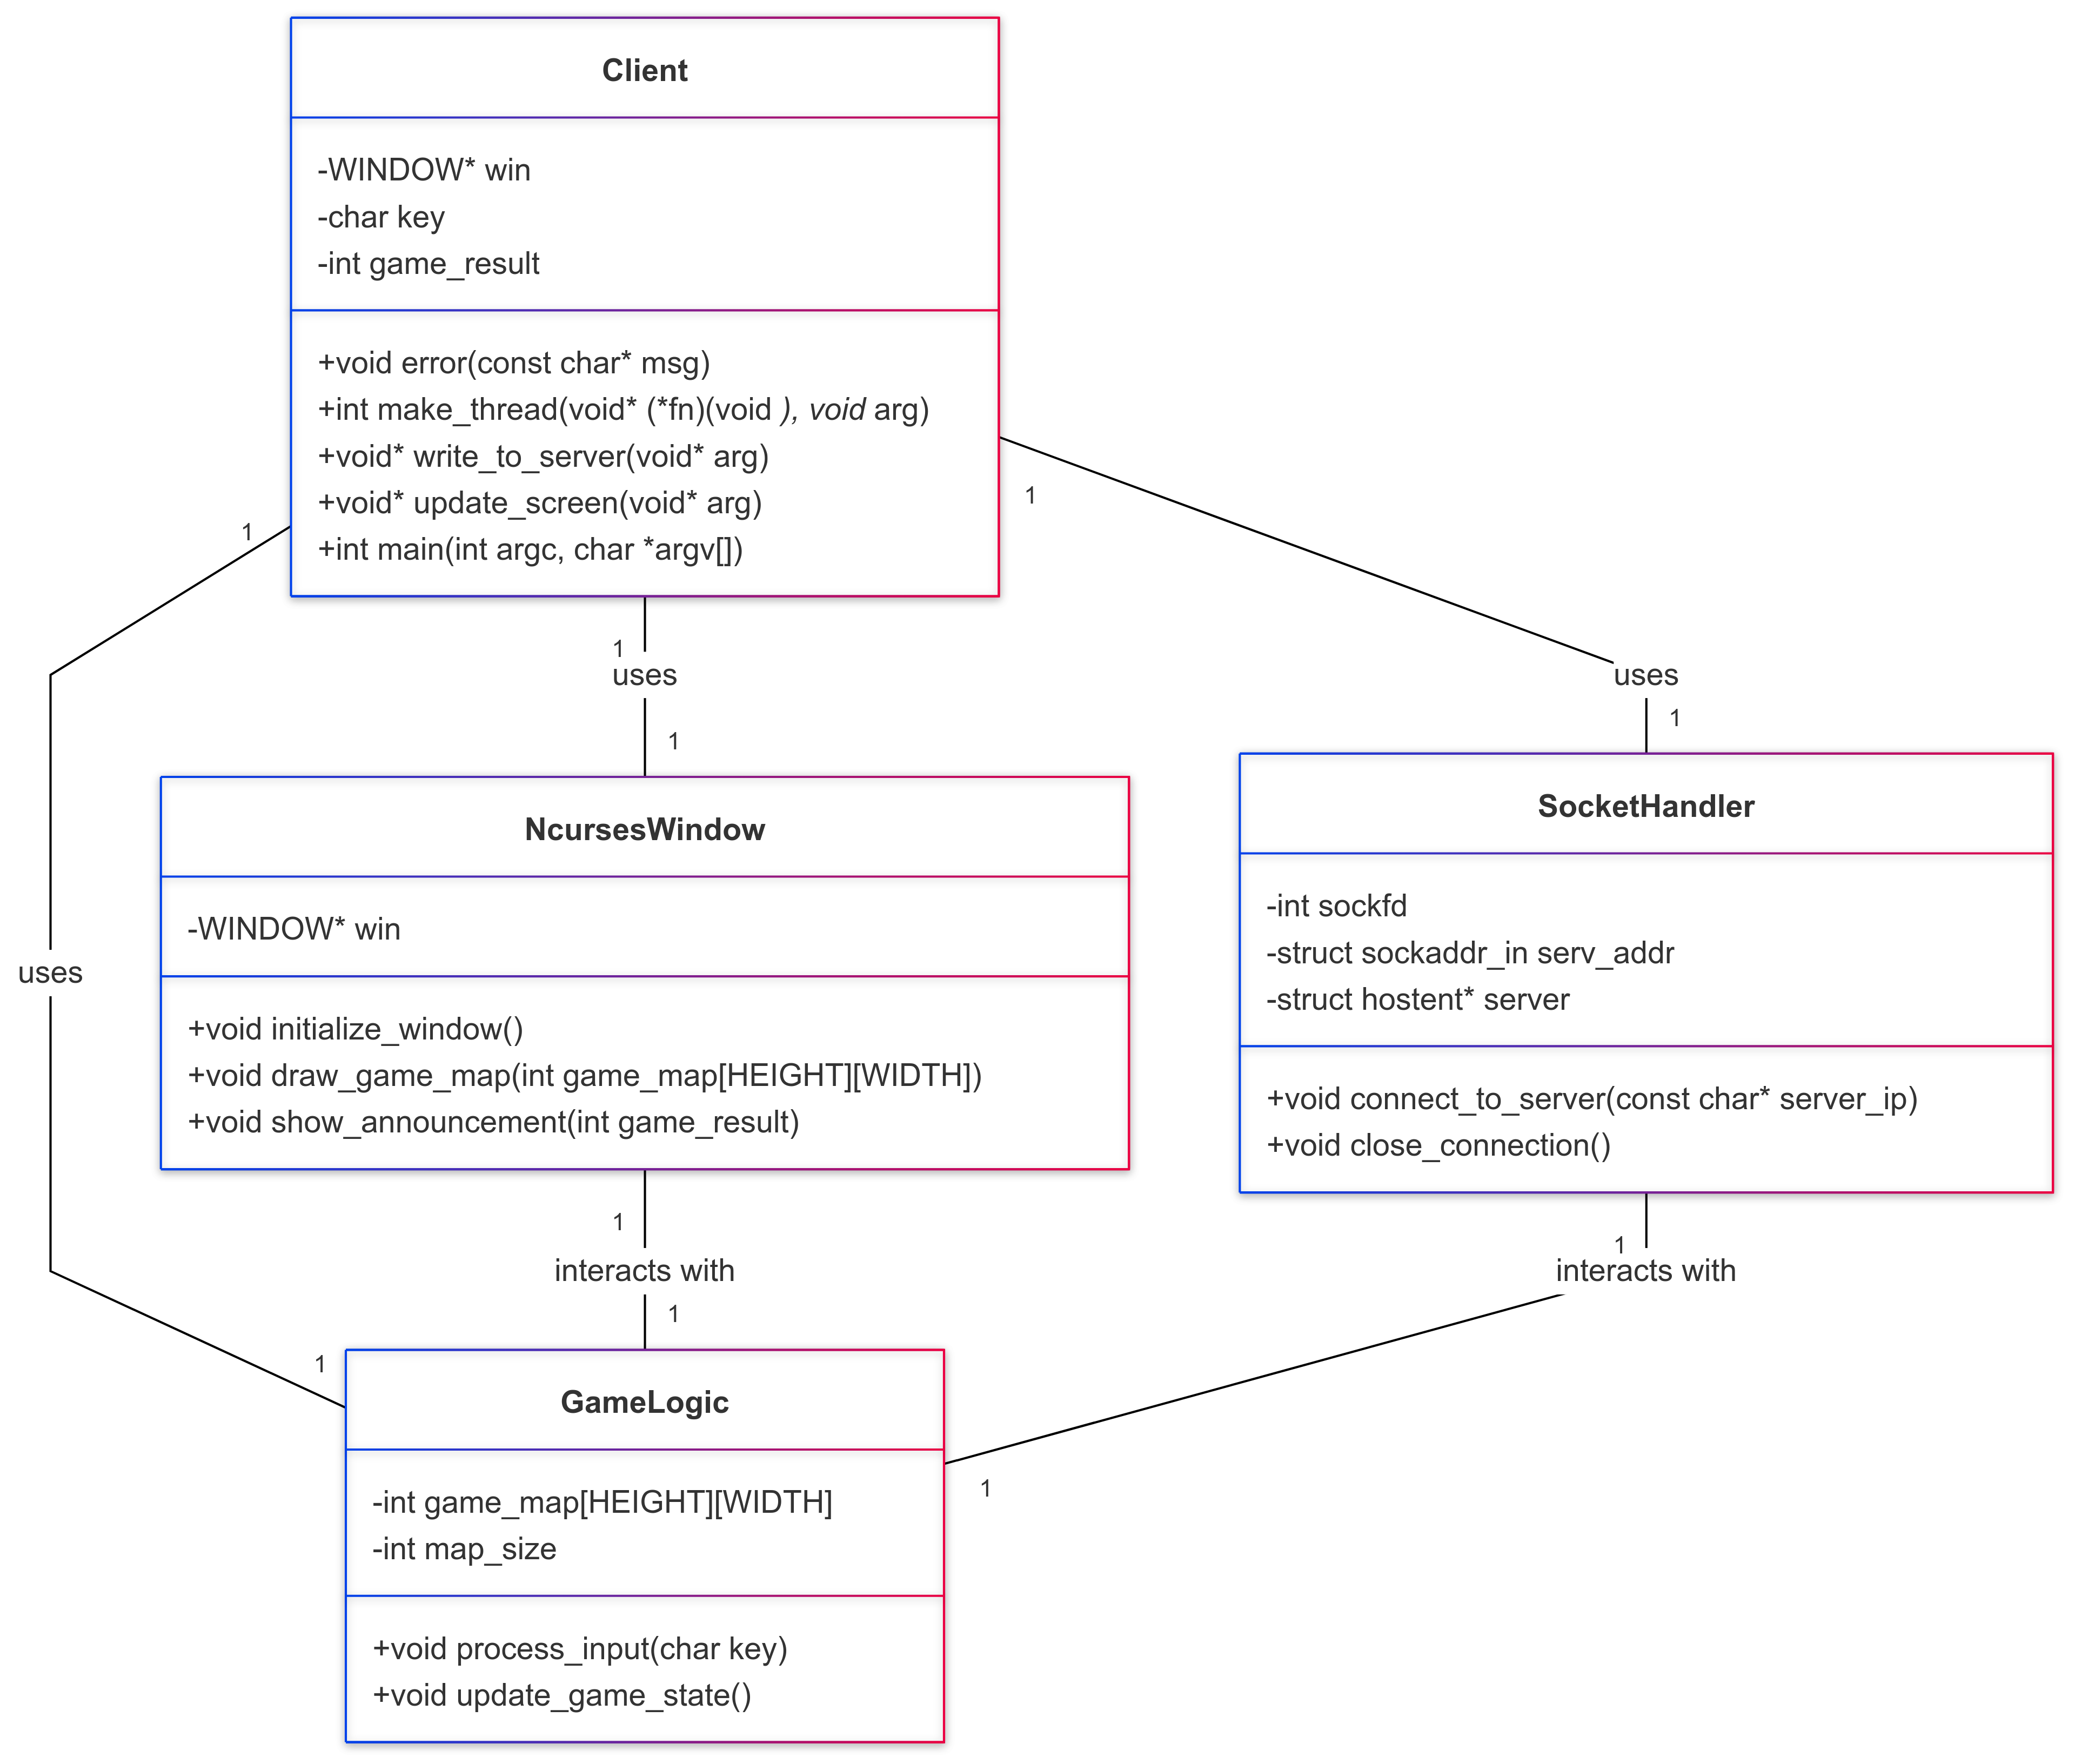 Client
-WINDOW* win
-char key
-int game_result
+void error(const char* msg)
+int make_thread(void* (*fn)(void ), void arg)
+void* write_to_server(void* arg)
+void* update_screen(void* arg)
+int main(int argc, char *argv[])
1
1
1
uses
uses
1
1
NcursesWindow
-WINDOW* win
+void initialize_window()
+void draw_game_map(int game_map[HEIGHT][WIDTH])
+void show_announcement(int game_result)
SocketHandler
-int sockfd
-struct sockaddr_in serv_addr
-struct hostent* server
+void connect_to_server(const char* server_ip)
+void close_connection()
uses
1
1
interacts with
interacts with
1
1
1
GameLogic
-int game_map[HEIGHT][WIDTH]
-int map_size
+void process_input(char key)
+void update_game_state()